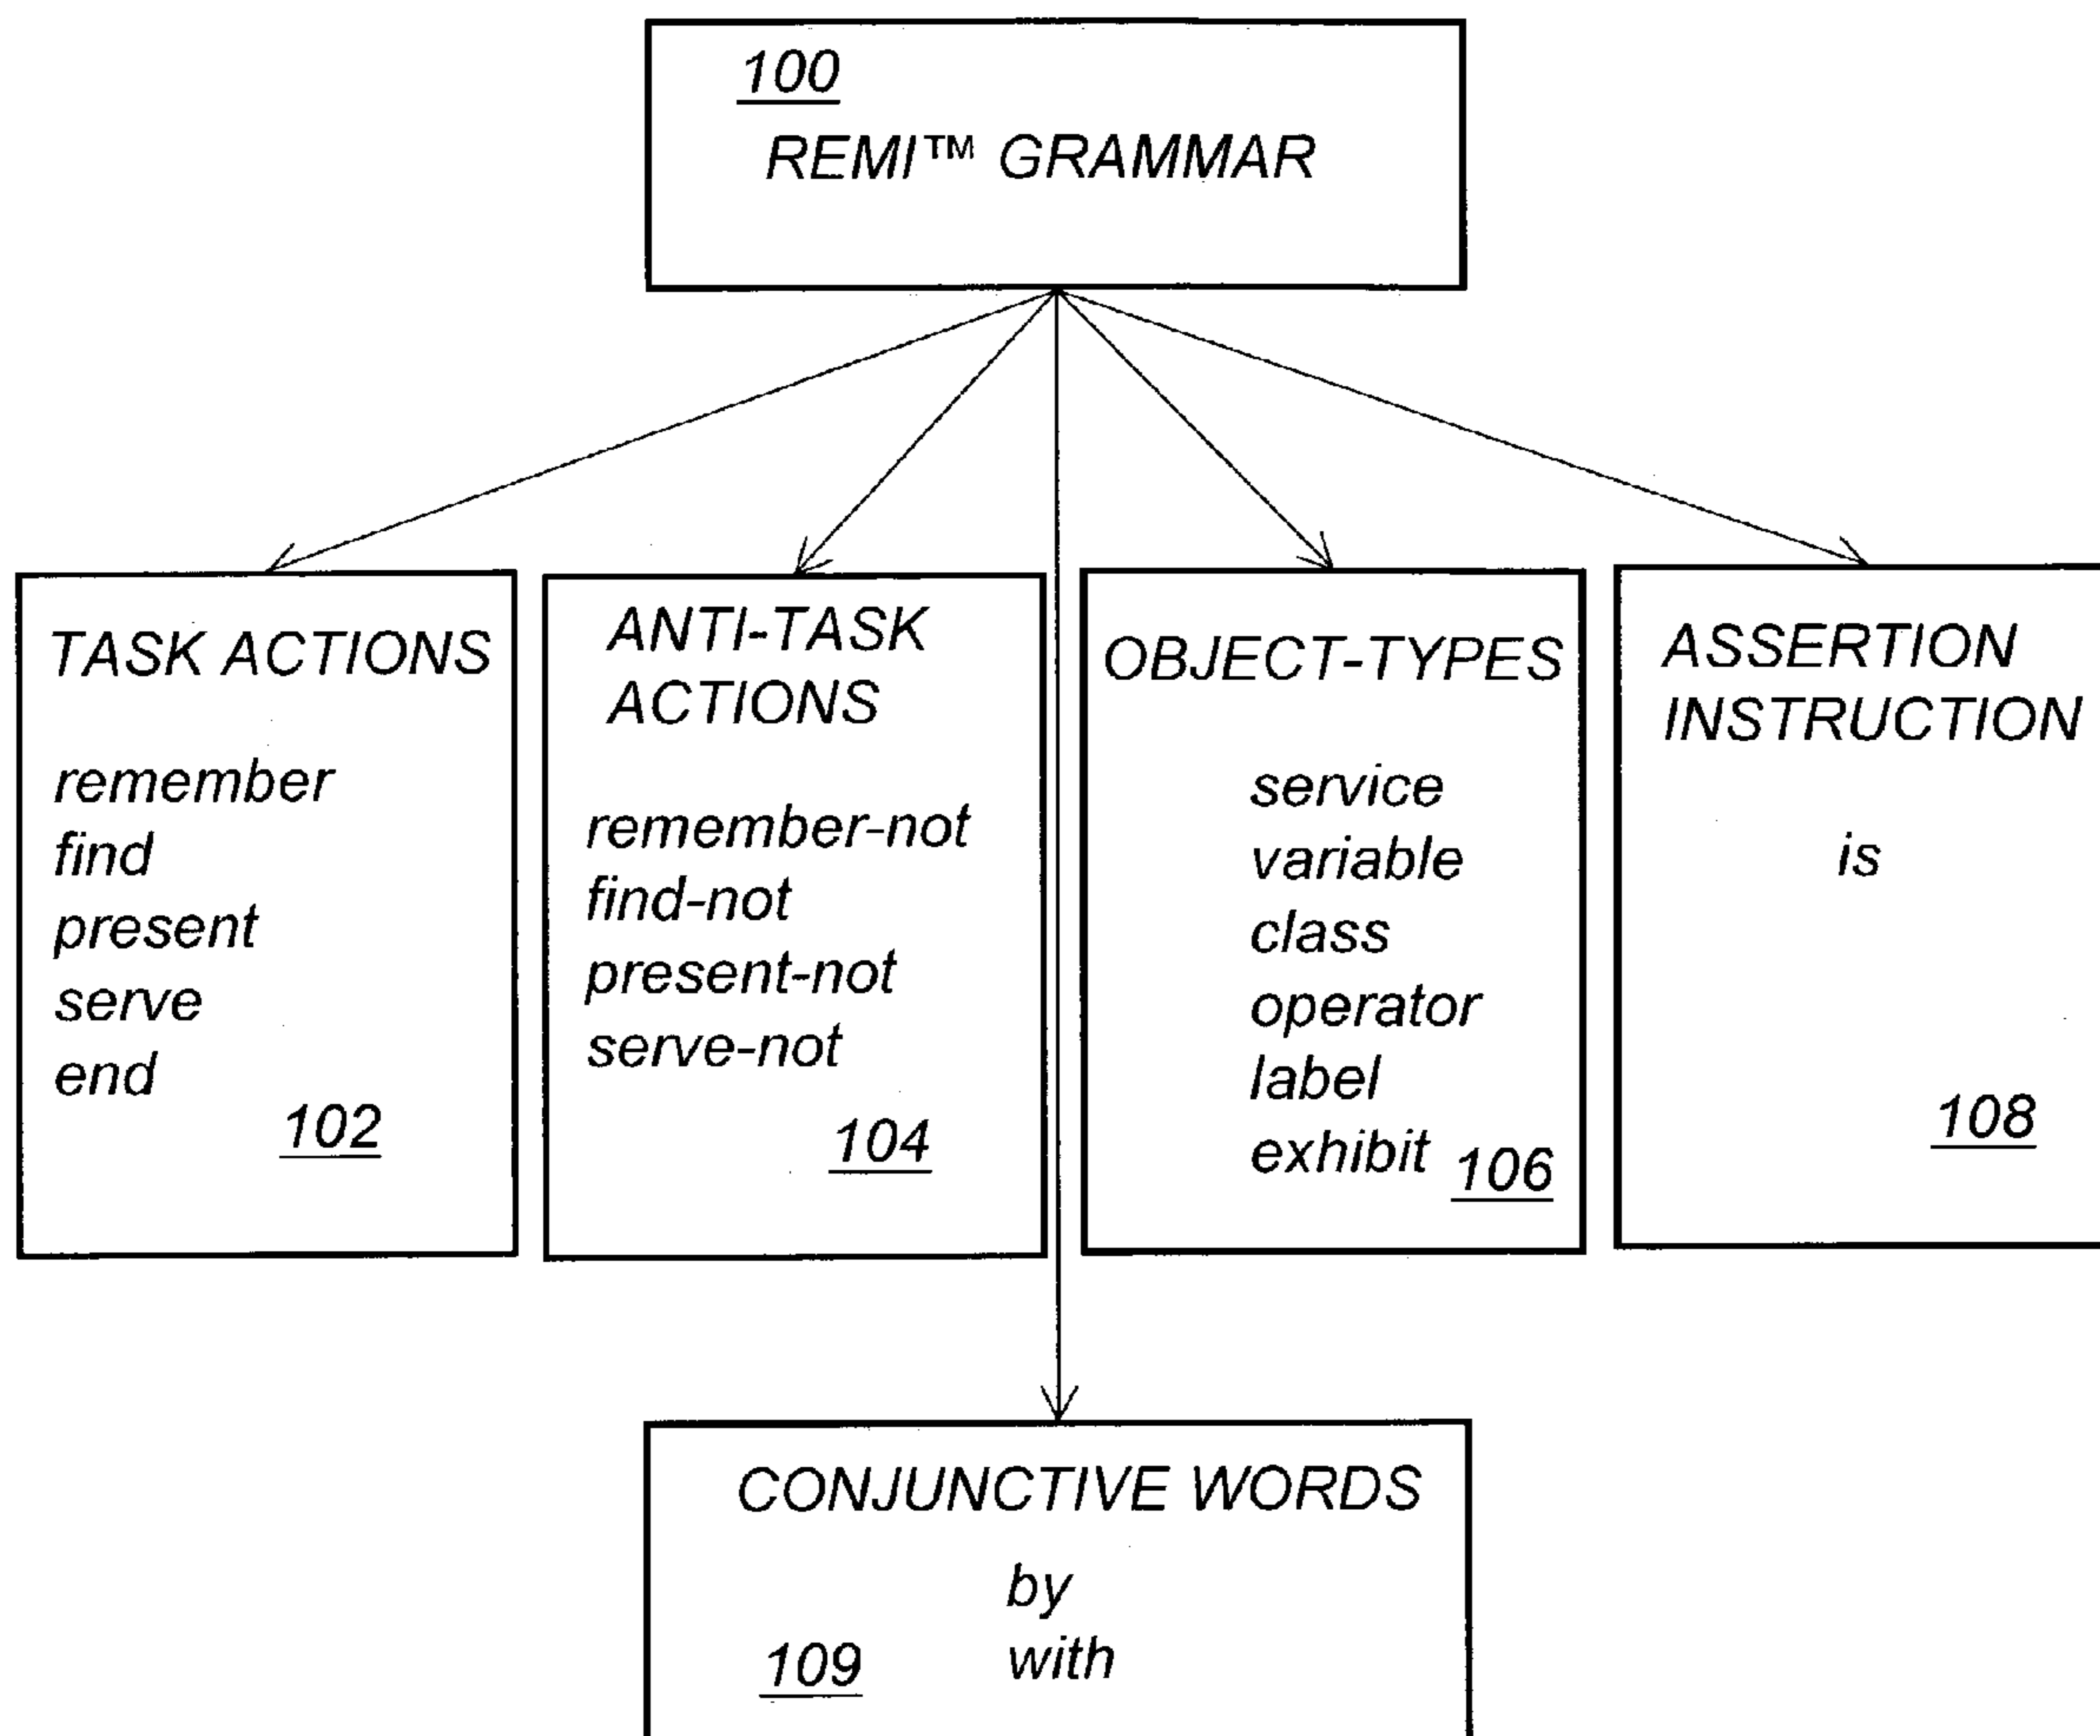 100
REMI™ GRAMMAR
TASK ACTIONS
remember
find
present
serve
end
102
ANTI-TASK
ACTIONS
remember-not
find-not
present-not
serve-not
104
OBJECT-TYPES
service
variable
class
operator
label
exhibit
106
ASSERTION
INSTRUCTION
is
108
CONJUNCTIVE WORDS
by
with
109